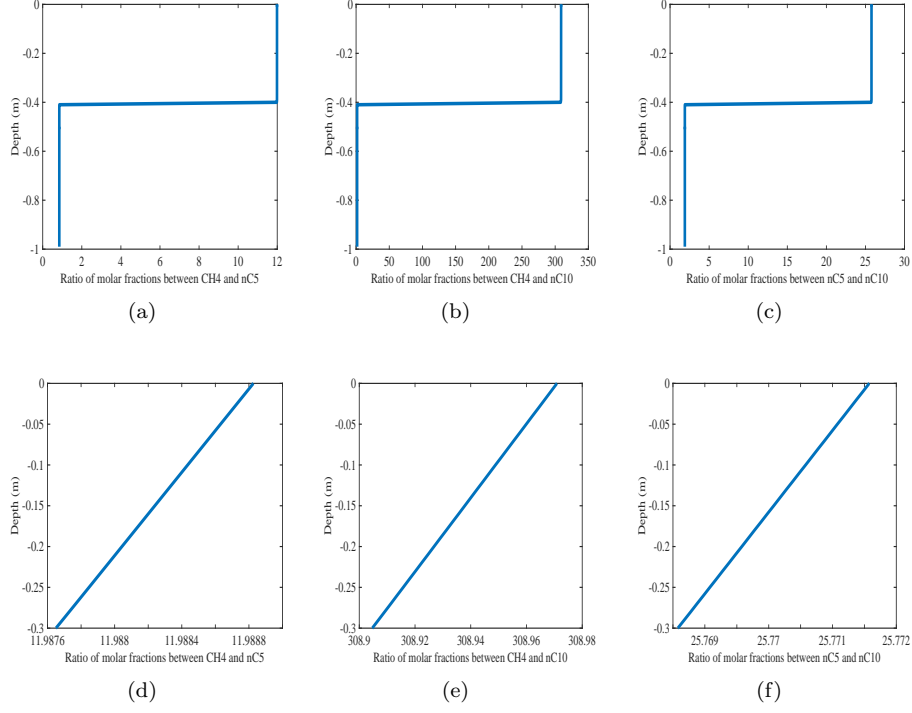 0
-0.2
-0.4
-0.6
-0.8
-1
Depth (m)
0 2 4 6 8 10 12
Ratio of molar fractions between CH4 and nC5
(a)
0
-0.2
-0.4
-0.6
-0.8
-1
Depth (m)
0 50 100 150 200 250 300 350
Ratio of molar fractions between CH4 and nC10
(b)
0
-0.2
-0.4
-0.6
-0.8
-1
Depth (m)
0 5 10 15 20 25 30
Ratio of molar fractions between nC5 and nC10
(c)
0
-0.05
-0.1
-0.15
-0.2
-0.25
-0.3
Depth (m)
11.9876 11.988 11.9884 11.9888
Ratio of molar fractions between CH4 and nC5
(d)
0
-0.05
-0.1
-0.15
-0.2
-0.25
-0.3
Depth (m)
308.9 308.92 308.94 308.96 308.98
Ratio of molar fractions between CH4 and nC10
(e)
0
-0.05
-0.1
-0.15
-0.2
-0.25
-0.3
Depth (m)
25.769 25.77 25.771 25.772
Ratio of molar fractions between nC5 and nC10
(f)